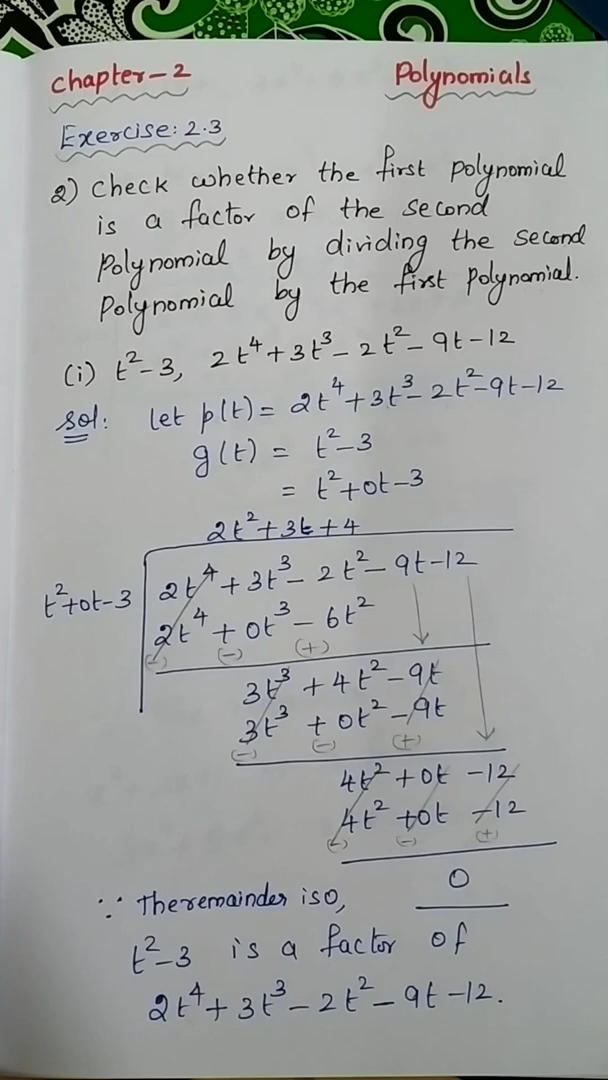 Chapter-2 Polynomials
Exercise: 2.3
2) Check whether the first polynomial
is a factor of the second
Polynomial by dividing the second
Polynomial by the first polynomial.
(i) t²-3, 2t⁴+3t³-2t²-9t-12
Sol: Let p(t) = 2t⁴+3t³-2t²-9t-12
g(t) = t²-3
= t²+0t-3
2t²+3t+4
t²+0t-3 2t⁴+3t³-2t²-9t-12
2t⁴+0t³-6t²
(-) (-) (+)
3t³+4t²-9t
3t³+0t²-9t
(-) (-) (+)
4t²+0t-12
4t²+0t-12
(-) (-) (+)
0
∵ The remainder is 0,
t²-3 is a factor of
2t⁴+3t³-2t²-9t-12.